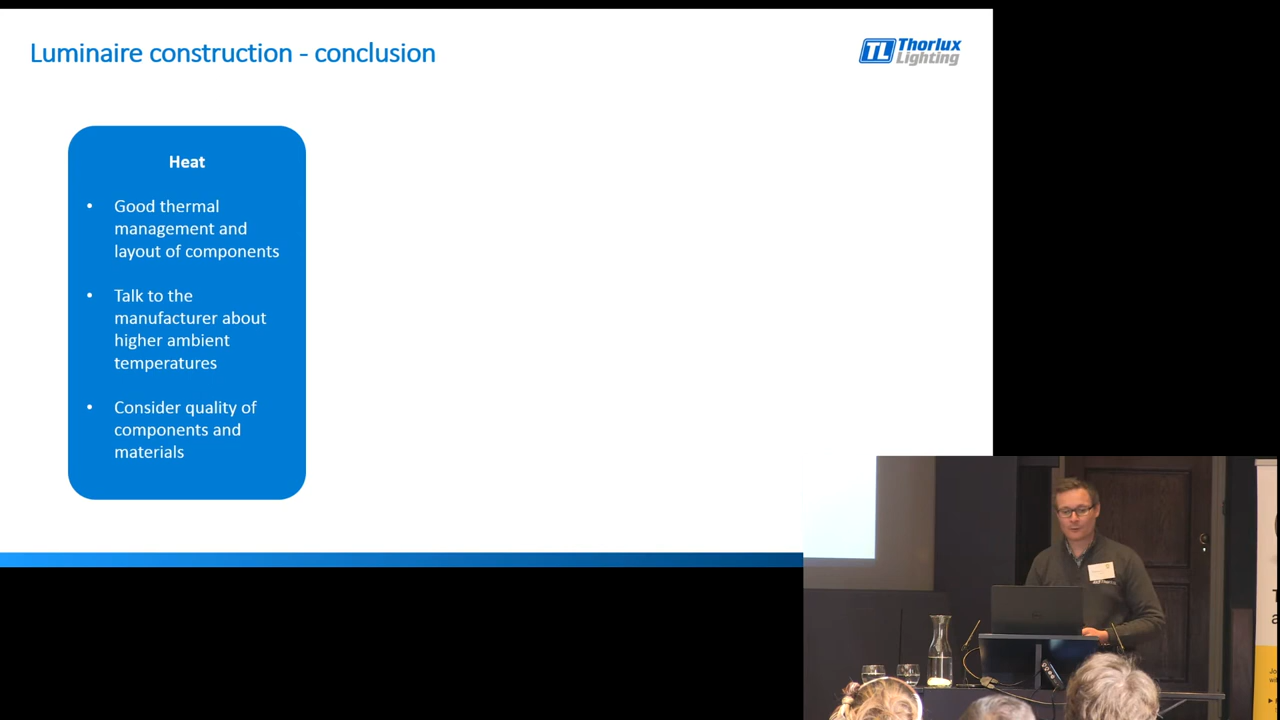 Luminaire construction - conclusion
TL Thorlux
Lighting
Heat
• Good thermal
management and
layout of components
• Talk to the
manufacturer about
higher ambient
temperatures
• Consider quality of
components and
materials